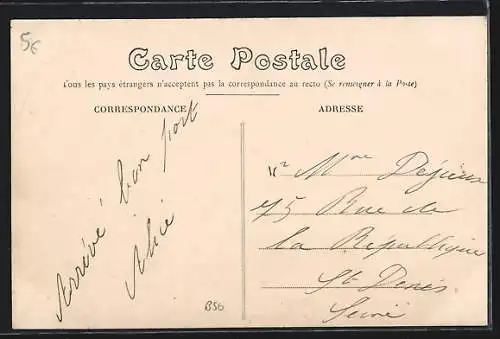 5€
Carte Postale
Tous les pays étrangers n'acceptent pas la correspondance au recto (Se renseigner à la Poste)
CORRESPONDANCE
Arrivé bon port
Alice
B56
ADRESSE
Mme
75 Rue de
la République
St Denis
Seine